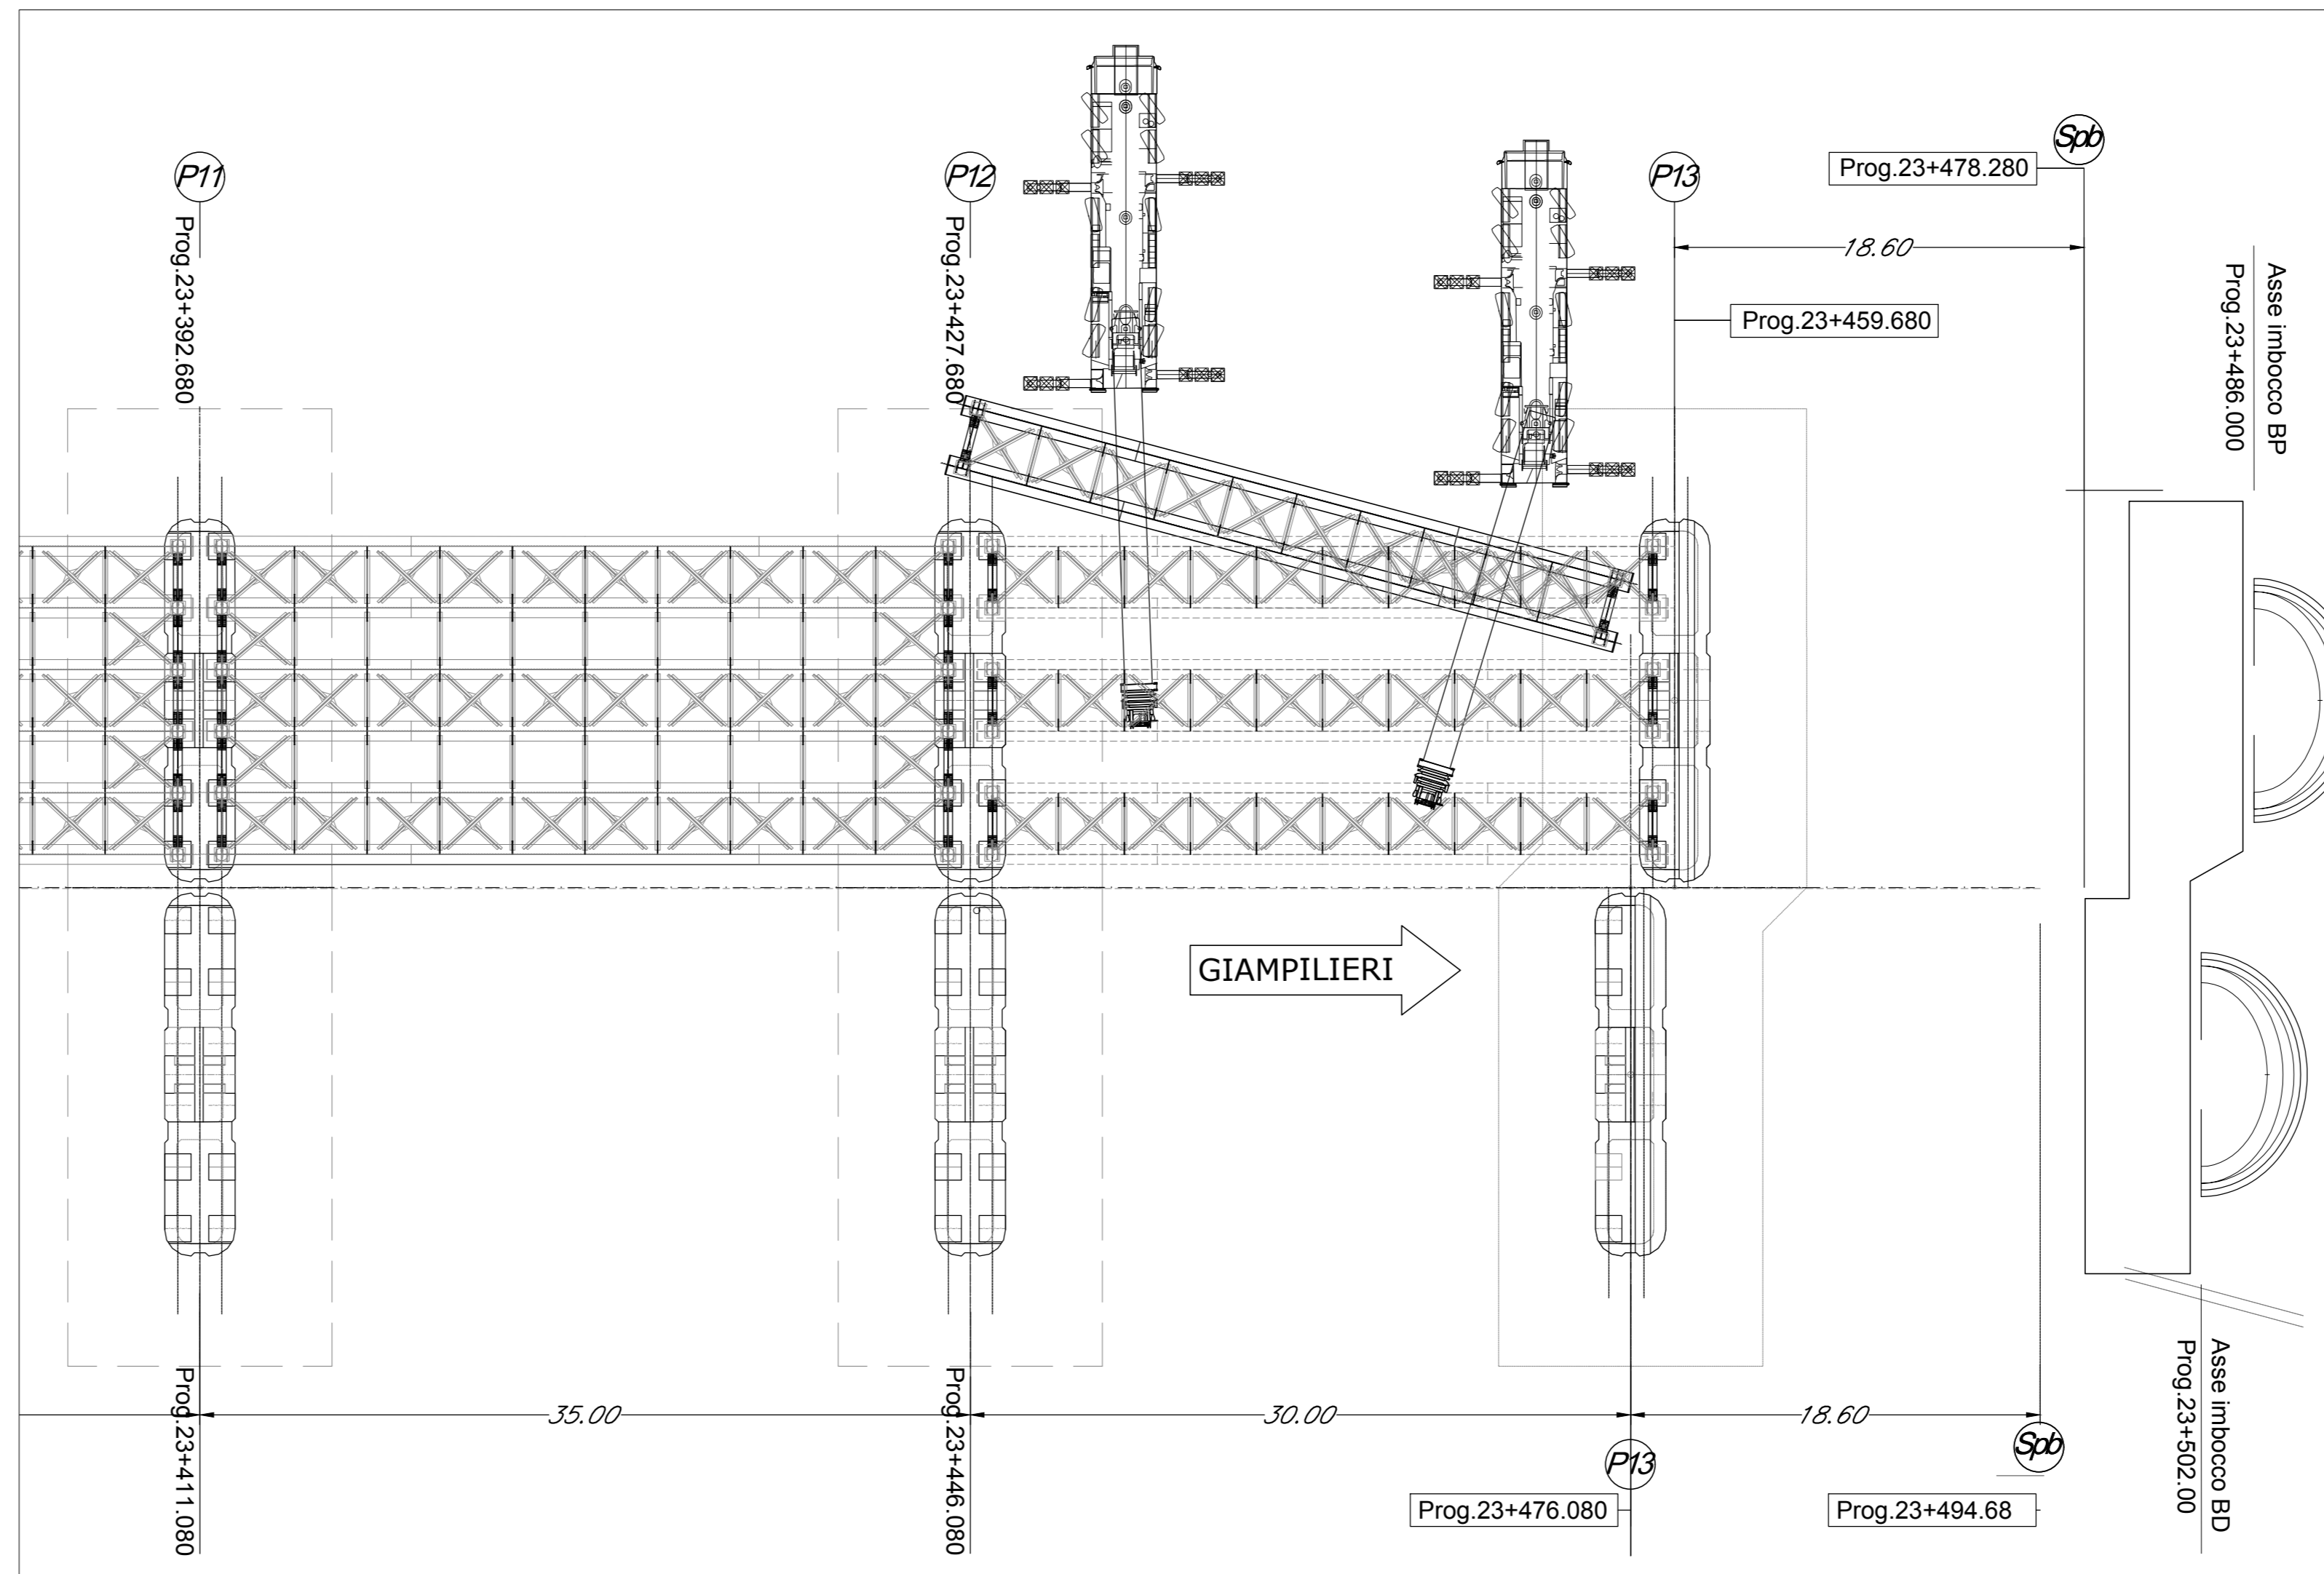 P11
Prog.23+392.680
P12
Prog.23+427.680
P13
Prog.23+459.680
Spb
Prog.23+478.280
18.60
Asse imbocco BP
Prog.23+486.000
GIAMPILIERI
35.00
30.00
18.60
Prog.23+411.080
Prog.23+446.080
P13
Prog.23+476.080
Spb
Prog.23+494.68
Asse imbocco BD
Prog.23+502.00